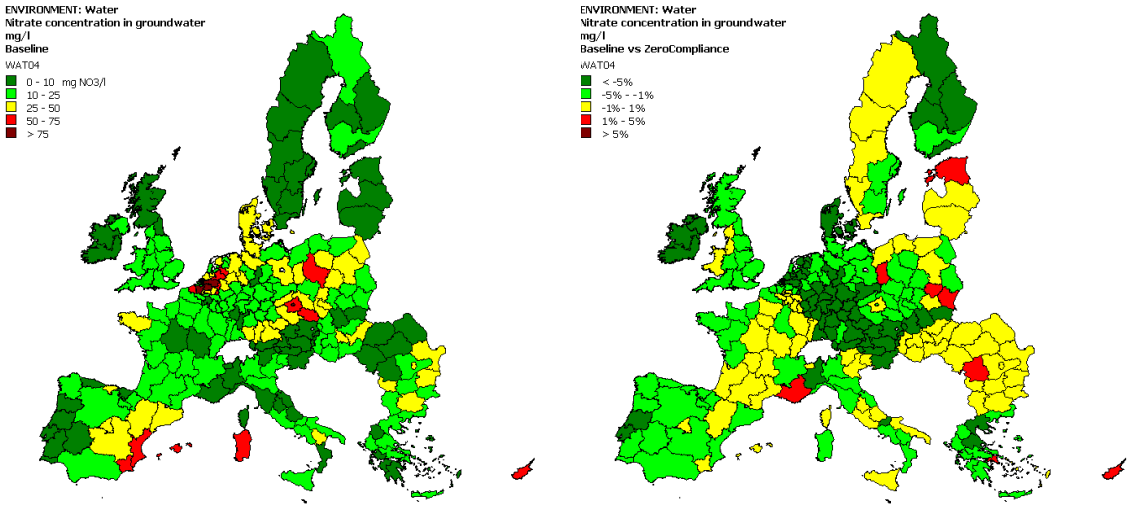 ENVIRONMENT: Water
Nitrate concentration in groundwater
mg/l
Baseline
WAT04
0 - 10 mg NO3/l
10 - 25
25 - 50
50 - 75
> 75
ENVIRONMENT: Water
Nitrate concentration in groundwater
mg/l
Baseline vs ZeroCompliance
WAT04
< -5%
-5% - -1%
-1% - 1%
1% - 5%
> 5%